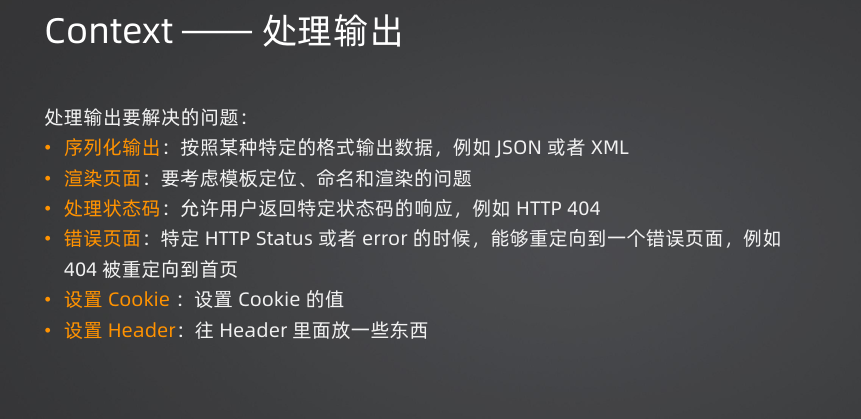 Context —— 处理输出
处理输出要解决的问题：
• 序列化输出：按照某种特定的格式输出数据，例如 JSON 或者 XML
• 渲染页面：要考虑模板定位、命名和渲染的问题
• 处理状态码：允许用户返回特定状态码的响应，例如 HTTP 404
• 错误页面：特定 HTTP Status 或者 error 的时候，能够重定向到一个错误页面，例如
404 被重定向到首页
• 设置 Cookie ：设置 Cookie 的值
• 设置 Header：往 Header 里面放一些东西